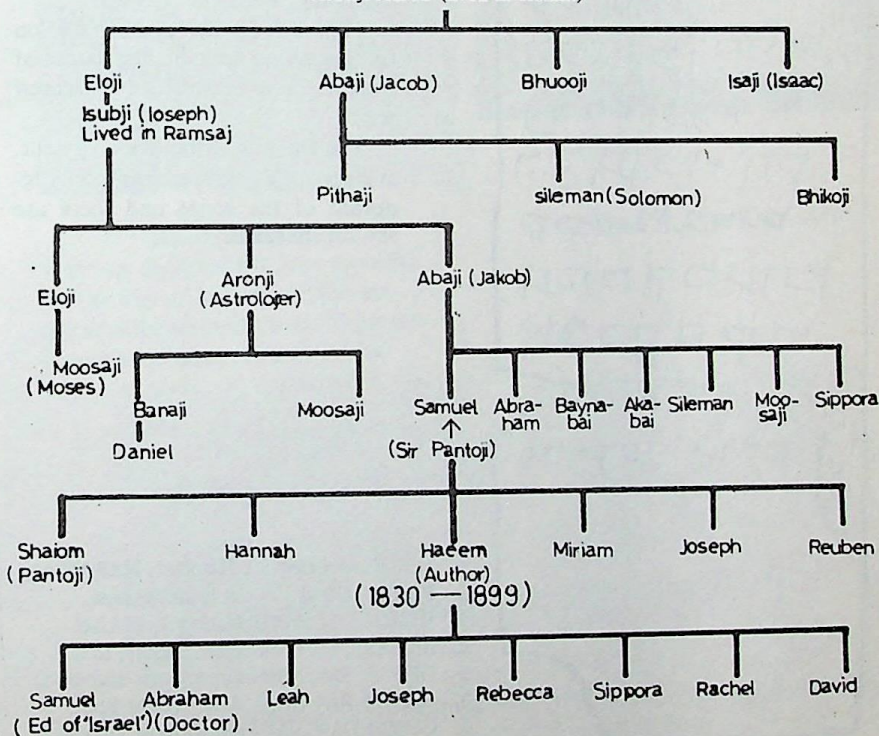 Eloji Abaji (Jacob) Bhuooji Isaji (Isaac)
Isubji (Ioseph)
Lived in Ramsaj
Pithaji sileman (Solomon) Bhikoji
Eloji Aronji Abaji (Jakob)
(Astrolojer)
Moosaji
(Moses)
Banaji Moosaji Samuel Abra- Bayna- Aka- Sileman Moo- Sippora
ham bai bai saji
Daniel (Sir Pantoji)
Shalom Hannah Haeem Miriam Joseph Reuben
(Pantoji) (Author)
(1830 — 1899)
Samuel Abraham Leah Joseph Rebecca Sippora Rachel David
(Ed of 'Israel') (Doctor).